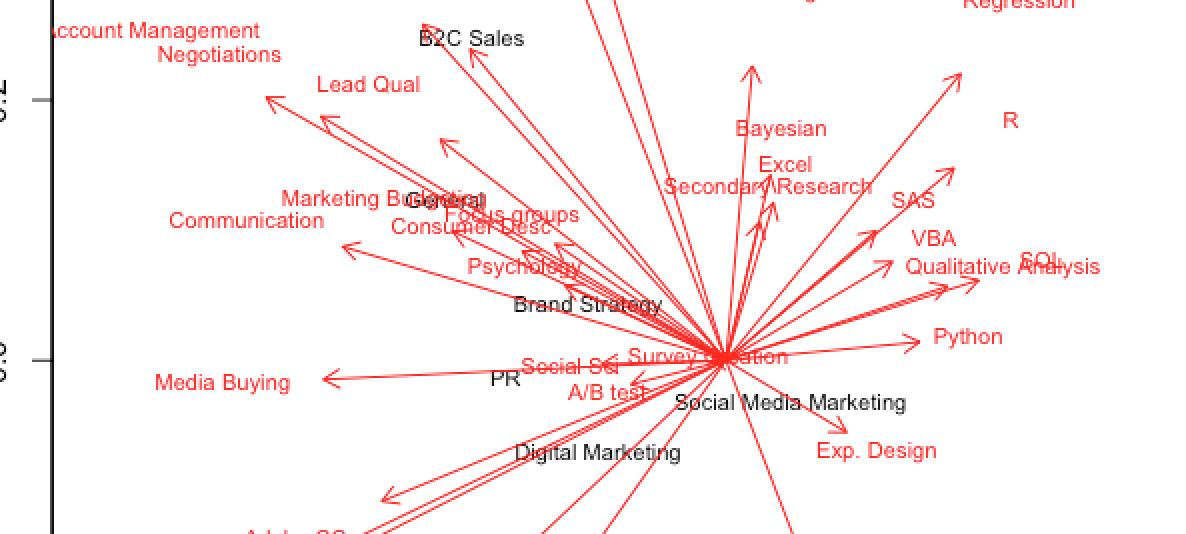 Regression
Account Management
B2C Sales
Negotiations
Lead Qual
R
Bayesian
Excel
Secondary Research
Marketing Budgeting
General
SAS
Focus groups
Communication
Consumer Desc
VBA
SQL
Psychology
Qualitative Analysis
Brand Strategy
Python
Survey Creation
Social Sci
PR
Media Buying
A/B test
Social Media Marketing
Exp. Design
Digital Marketing